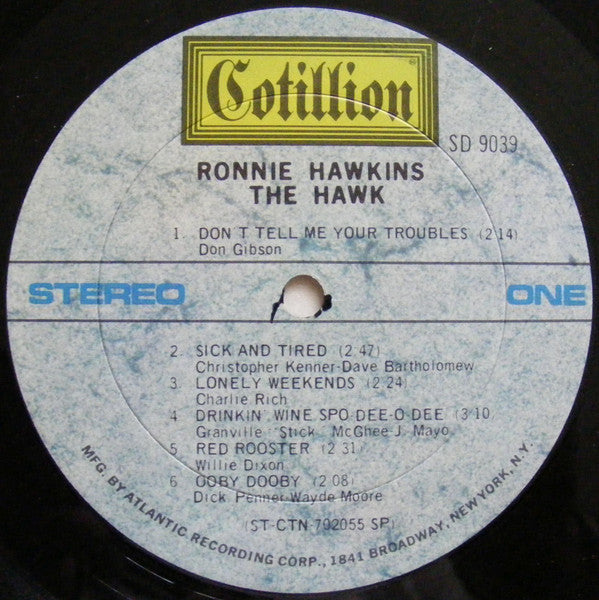 Cotillion®
SD 9039
RONNIE HAWKINS
THE HAWK
1. DON T TELL ME YOUR TROUBLES (2:14)
Don Gibson
STEREO ONE
2. SICK AND TIRED (2:47)
Christopher Kenner-Dave Bartholomew
3. LONELY WEEKENDS (2:24)
Charlie Rich
4 DRINKIN' WINE SPO-DEE-O-DEE (3:10
Granville "Stick" McGhee-J. Mayo
5 RED ROOSTER (2:31)
Willie Dixon
6 OOBY DOOBY (2:08)
Dick Penner-Wayde Moore
(ST-CTN-702055 SP)
MFG. BY ATLANTIC RECORDING CORP., 1841 BROADWAY, NEW YORK, N.Y.